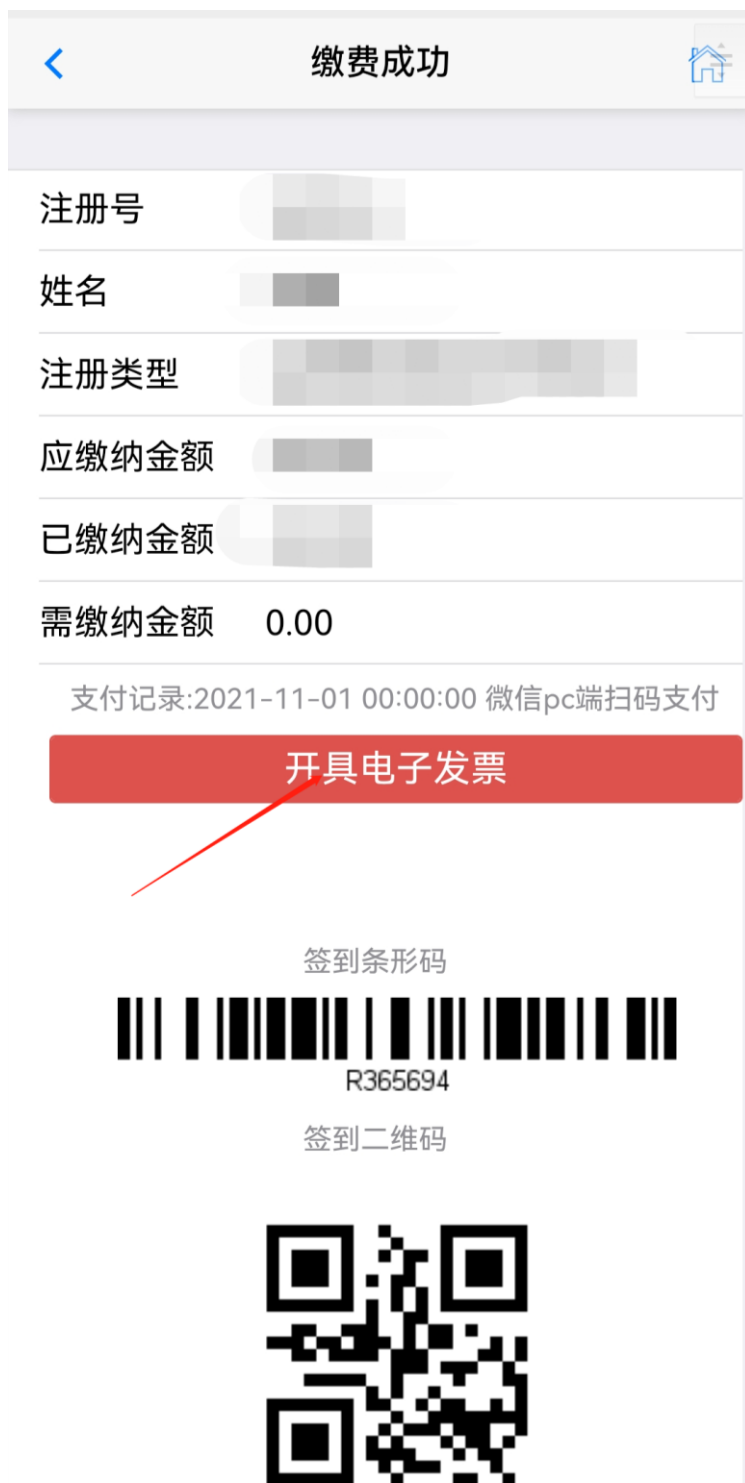 缴费成功
注册号
姓名
注册类型
应缴纳金额
已缴纳金额
需缴纳金额 0.00
支付记录:2021-11-01 00:00:00 微信pc端扫码支付
开具电子发票
签到条形码
R365694
签到二维码